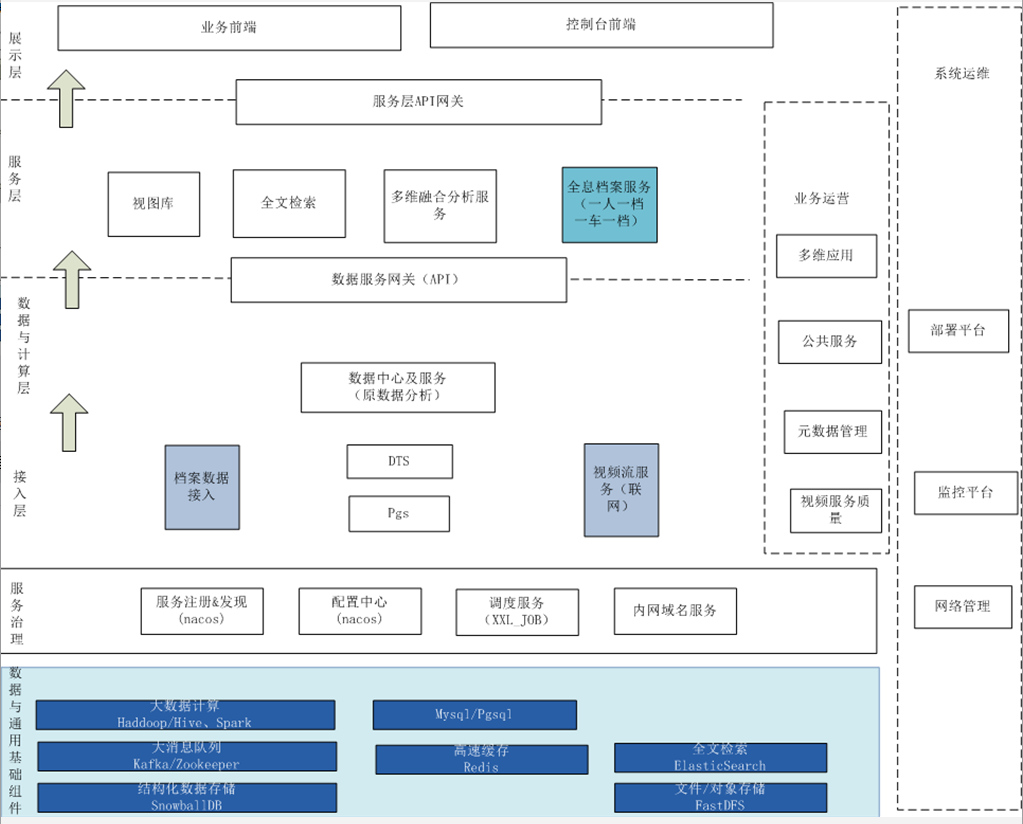 展示层
业务前端
控制台前端
系统运维
服务层API网关
服务层
视图库
全文检索
多维融合分析服
务
全息档案服务
（一人一档
一车一档）
业务运营
多维应用
数据服务网关（API）
数据与计算层
公共服务
部署平台
数据中心及服务
（原数据分析）
元数据管理
接入层
档案数据
接入
DTS
Pgs
视频流服
务（联
网）
视频服务质
量
监控平台
服务治理
服务注册&发现
(nacos)
配置中心
(nacos)
调度服务
（XXL_JOB）
内网域名服务
网络管理
数据与通用基础组件
大数据计算
Haddoop/Hive、Spark
Mysql/Pgsql
大消息队列
Kafka/Zookeeper
高速缓存
Redis
全文检索
ElasticSearch
结构化数据存储
SnowballDB
文件/对象存储
FastDFS